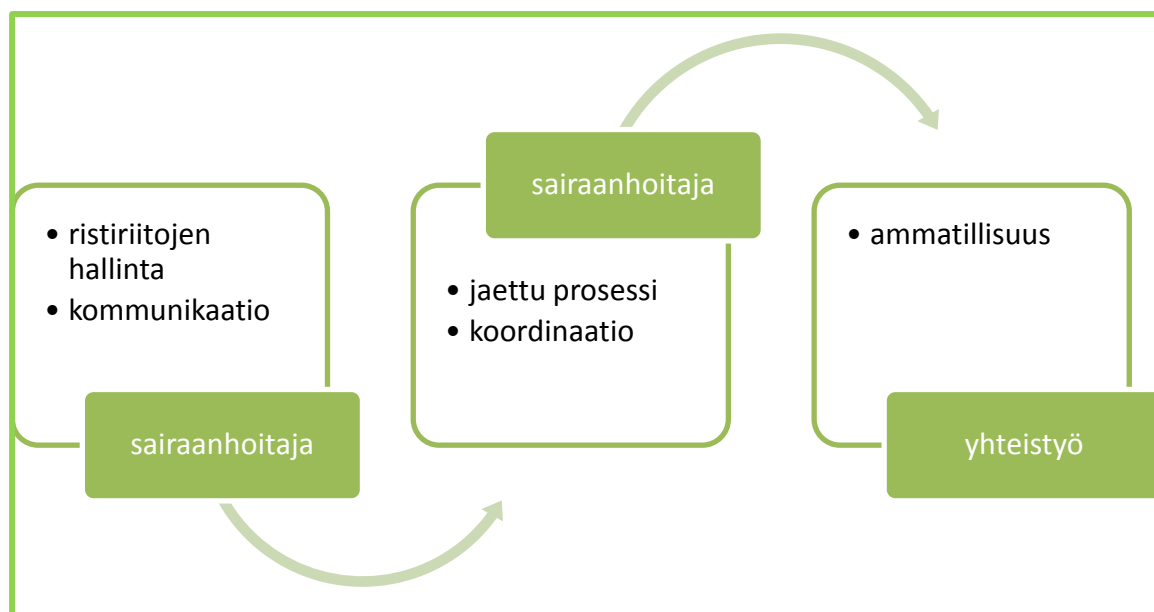 • ristiriitojen
hallinta
• kommunikaatio
sairaanhoitaja
sairaanhoitaja
• jaettu prosessi
• koordinaatio
• ammatillisuus
yhteistyö